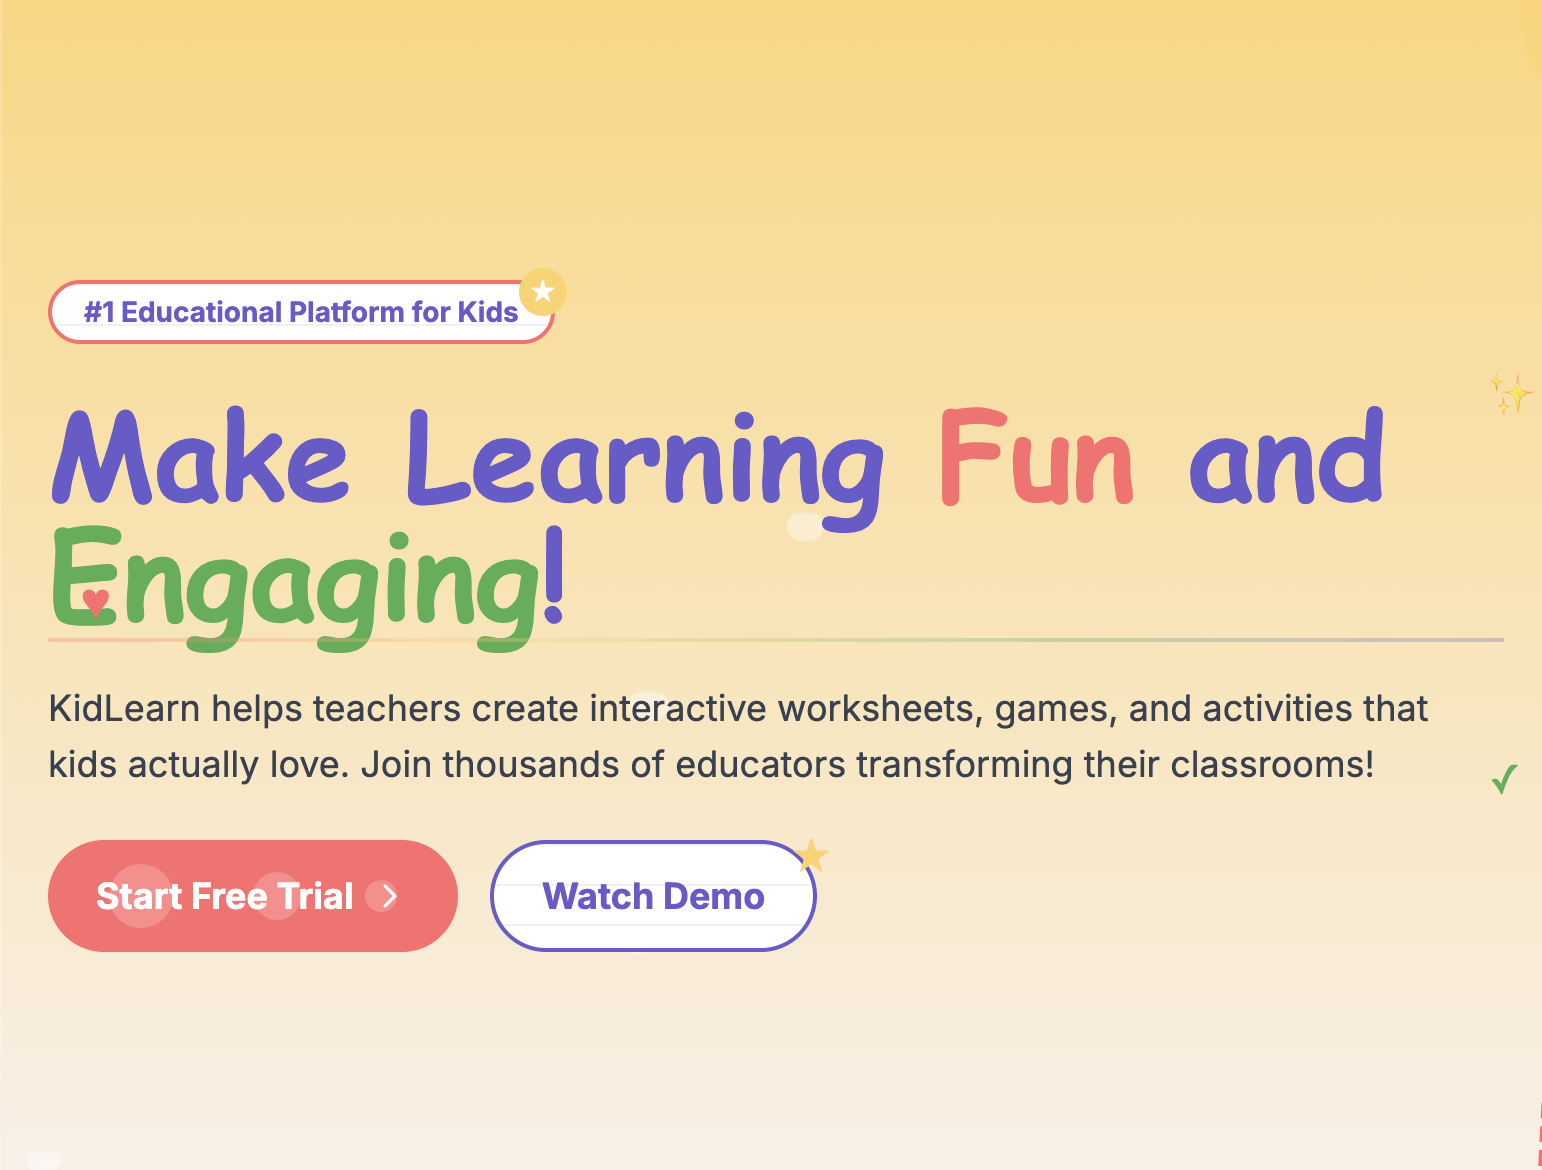 #1 Educational Platform for Kids
Make Learning Fun and
Engaging!
KidLearn helps teachers create interactive worksheets, games, and activities that
kids actually love. Join thousands of educators transforming their classrooms!
Start Free Trial
Watch Demo